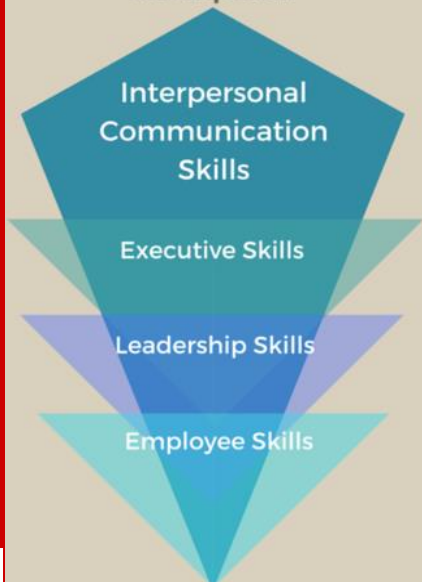 Interpersonal
Communication
Skills
Executive Skills
Leadership Skills
Employee Skills